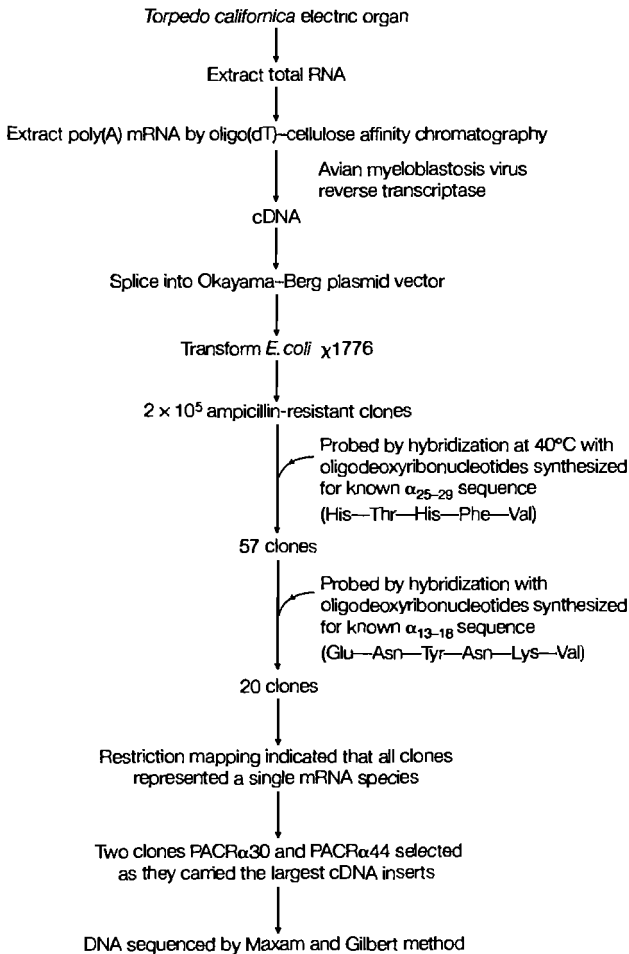 Torpedo californica electric organ
Extract total RNA
Extract poly(A) mRNA by oligo(dT)–cellulose affinity chromatography
Avian myeloblastosis virus
reverse transcriptase
cDNA
Splice into Okayama–Berg plasmid vector
Transform E. coli χ1776
2 × 10⁵ ampicillin-resistant clones
Probed by hybridization at 40°C with
oligodeoxyribonucleotides synthesized
for known α₂₅₋₂₉ sequence
(His—Thr—His—Phe—Val)
57 clones
Probed by hybridization with
oligodeoxyribonucleotides synthesized
for known α₁₃₋₁₈ sequence
(Glu—Asn—Tyr—Asn—Lys—Val)
20 clones
Restriction mapping indicated that all clones
represented a single mRNA species
Two clones PACRα30 and PACRα44 selected
as they carried the largest cDNA inserts
DNA sequenced by Maxam and Gilbert method